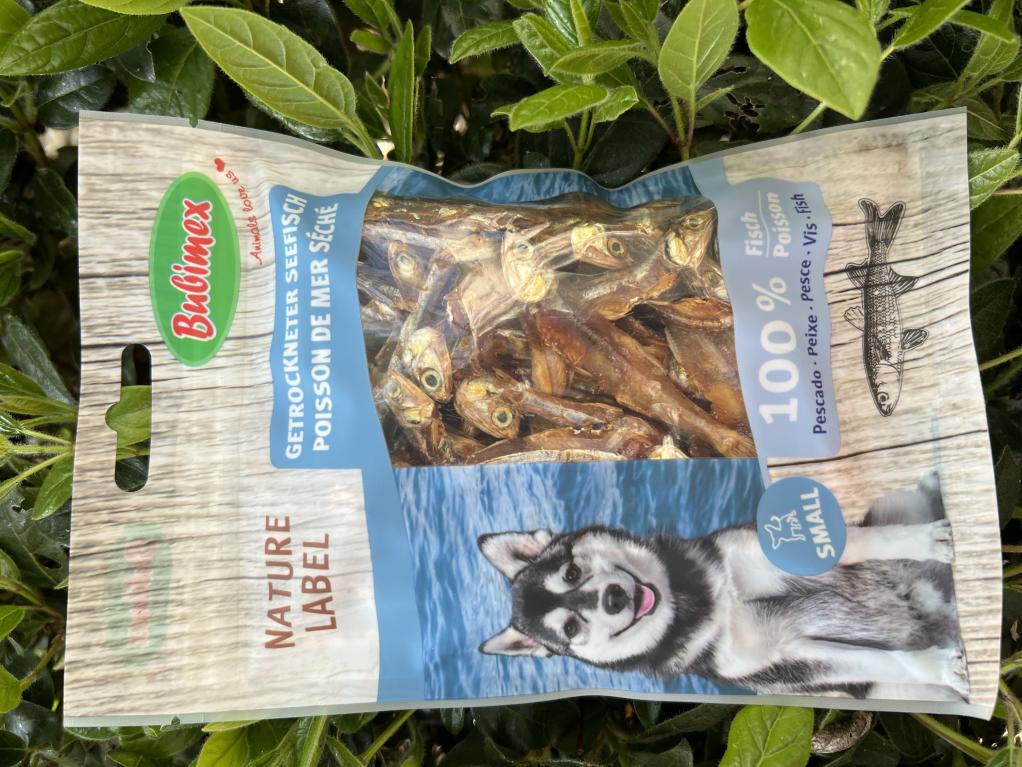 Bubimex
Animals love us
GETROCKNETER SEEFISCH
POISSON DE MER SÉCHÉ
NATURE
LABEL
100 %
Fisch
Poisson
Pescado · Peixe · Pesce · Vis · Fish
SMALL